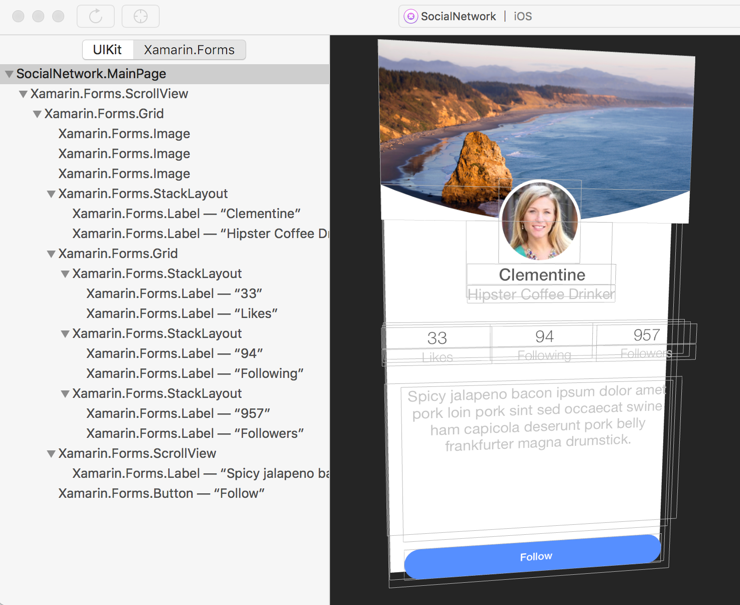 SocialNetwork | iOS
UIKit Xamarin.Forms
SocialNetwork.MainPage
Xamarin.Forms.ScrollView
Xamarin.Forms.Grid
Xamarin.Forms.Image
Xamarin.Forms.Image
Xamarin.Forms.Image
Xamarin.Forms.StackLayout
Xamarin.Forms.Label — “Clementine”
Xamarin.Forms.Label — “Hipster Coffee Dr
Xamarin.Forms.Grid
Xamarin.Forms.StackLayout
Xamarin.Forms.Label — “33”
Xamarin.Forms.Label — “Likes”
Xamarin.Forms.StackLayout
Xamarin.Forms.Label — “94”
Xamarin.Forms.Label — “Following”
Xamarin.Forms.StackLayout
Xamarin.Forms.Label — “957”
Xamarin.Forms.Label — “Followers”
Xamarin.Forms.ScrollView
Xamarin.Forms.Label — “Spicy jalapeno ba
Xamarin.Forms.Button — “Follow”
Clementine
Hipster Coffee Drinker
33 94 957
Likes Following Followers
Spicy jalapeno bacon ipsum dolor amet
pork loin pork sint sed occaecat swine
ham capicola deserunt pork belly
frankfurter magna drumstick.
Follow